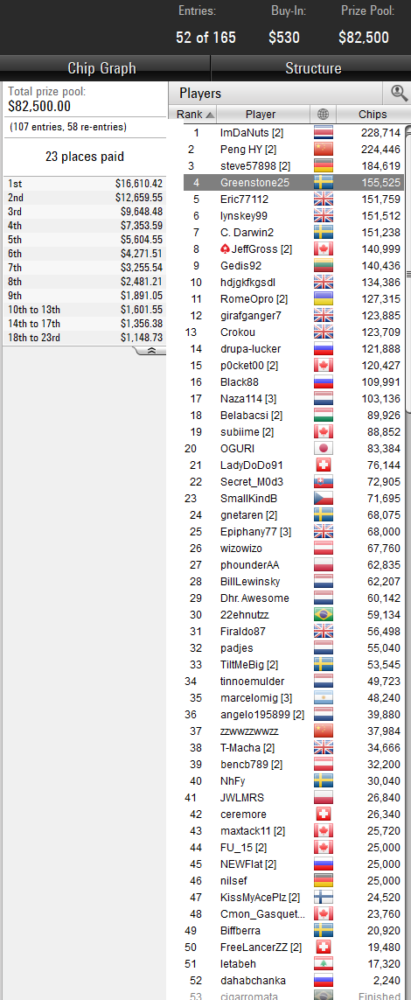 Entries: Buy-In: Prize Pool:
52 of 165 $530 $82,500
Chip Graph Structure
Total prize pool:
$82,500.00
(107 entries, 58 re-entries)
23 places paid
1st $16,610.42
2nd $12,659.55
3rd $9,648.48
4th $7,353.59
5th $5,604.55
6th $4,271.51
7th $3,255.54
8th $2,481.21
9th $1,891.05
10th to 13th $1,601.55
14th to 17th $1,356.38
18th to 23rd $1,148.73
Players
Rank Player Chips
1 ImDaNuts [2] 228,714
2 Peng HY [2] 224,446
3 steve57898 [2] 184,619
4 Greenstone25 155,525
5 Eric77112 151,759
6 lynskey99 151,512
7 C. Darwin2 151,238
8 JeffGross [2] 140,999
9 Gedis92 140,436
10 hdjgkfkgsdl 134,386
11 RomeOpro [2] 127,315
12 girafganger7 123,885
13 Crokou 123,709
14 drupa-lucker 121,888
15 p0cket00 [2] 120,427
16 Black88 109,991
17 Naza114 [3] 103,136
18 Belabacsi [2] 89,926
19 subiime [2] 88,852
20 OGURI 83,384
21 LadyDoDo91 76,144
22 Secret_M0d3 72,905
23 SmallKindB 71,695
24 gnetaren [2] 68,075
25 Epiphany77 [3] 68,000
26 wizowizo 67,760
27 phounderAA 62,835
28 BillLewinsky 62,207
29 Dhr. Awesome 60,142
30 22ehnutzz 59,134
31 Firaldo87 56,498
32 padjes 55,040
33 TiltMeBig [2] 53,545
34 tinnoemulder 49,723
35 marcelomig [3] 48,240
36 angelo195899 [2] 39,880
37 zzwwzzwwzz 37,984
38 T-Macha [2] 34,666
39 bencb789 [2] 32,200
40 NhFy 30,040
41 JWLMRS 26,840
42 ceremore 26,340
43 maxtack11 [2] 25,720
44 FU_15 [2] 25,000
45 NEWFlat [2] 25,000
46 nilsef 25,000
47 KissMyAcePlz [2] 24,520
48 Cmon_Gasquet... 23,760
49 Biffberra 20,920
50 FreeLancerZZ [2] 19,480
51 letabeh 17,320
52 dahabchanka 2,240
53 cigarromata Finished